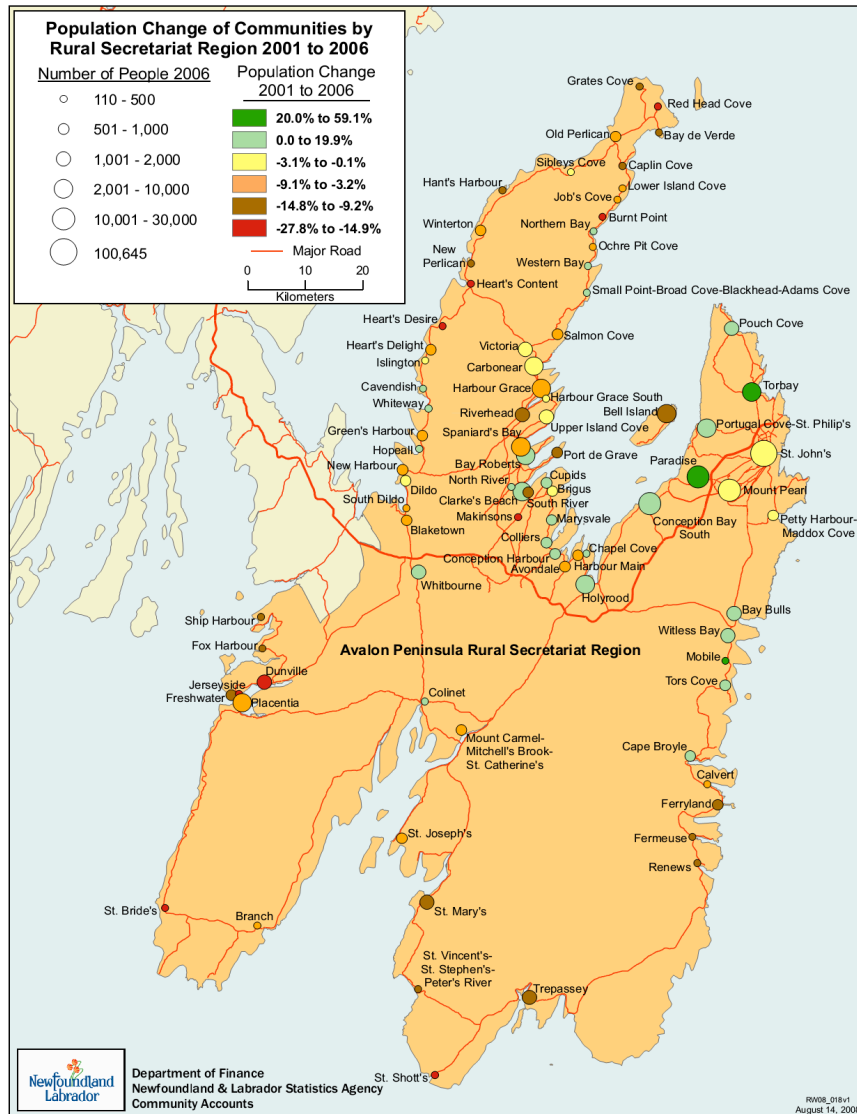 Population Change of Communities by
Rural Secretariat Region 2001 to 2006
Number of People 2006
110 - 500
501 - 1,000
1,001 - 2,000
2,001 - 10,000
10,001 - 30,000
100,645
Population Change
2001 to 2006
20.0% to 59.1%
0.0 to 19.9%
-3.1% to -0.1%
-9.1% to -3.2%
-14.8% to -9.2%
-27.8% to -14.9%
Major Road
0 10 20
Kilometers
Grates Cove
Red Head Cove
Old Perlican
Bay de Verde
Sibleys Cove
Caplin Cove
Hant's Harbour
Lower Island Cove
Job's Cove
Burnt Point
Winterton
Northern Bay
Ochre Pit Cove
New
Perlican
Western Bay
Heart's Content
Small Point-Broad Cove-Blackhead-Adams Cove
Heart's Desire
Pouch Cove
Salmon Cove
Heart's Delight
Victoria
Islington
Carbonear
Cavendish
Harbour Grace
Torbay
Whiteway
Harbour Grace South
Riverhead
Bell Island
Upper Island Cove
Portugal Cove-St. Philip's
Green's Harbour
Spaniard's Bay
Hopeall
Port de Grave
St. John's
Bay Roberts
New Harbour
Paradise
North River
Cupids
Dildo
Brigus
Mount Pearl
South Dildo
Clarke's Beach
South River
Makinsons
Marysvale
Petty Harbour-
Maddox Cove
Blaketown
Conception Bay
South
Colliers
Chapel Cove
Conception Harbour
Avondale
Harbour Main
Whitbourne
Holyrood
Bay Bulls
Ship Harbour
Witless Bay
Fox Harbour
Avalon Peninsula Rural Secretariat Region
Mobile
Dunville
Tors Cove
Jerseyside
Freshwater
Placentia
Colinet
Mount Carmel-
Mitchell's Brook-
St. Catherine's
Cape Broyle
Calvert
Ferryland
St. Joseph's
Fermeuse
Renews
St. Bride's
Branch
St. Mary's
St. Vincent's-
St. Stephen's-
Peter's River
Trepassey
St. Shott's
Newfoundland
Labrador
Department of Finance
Newfoundland & Labrador Statistics Agency
Community Accounts
RW08_018v1